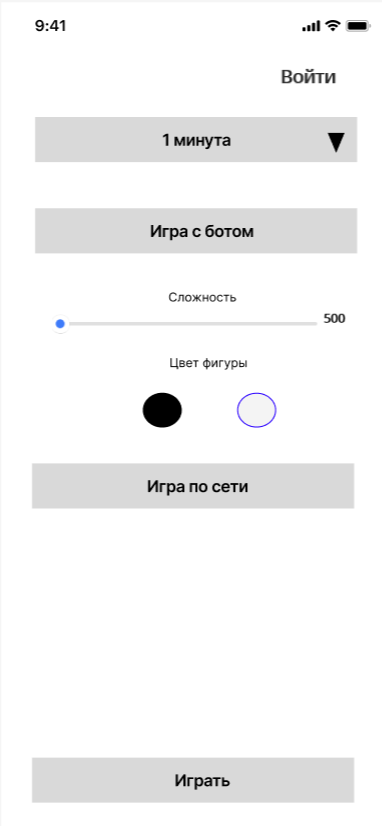 9:41
Войти
1 минута
Игра с ботом
Сложность
500
Цвет фигуры
Игра по сети
Играть